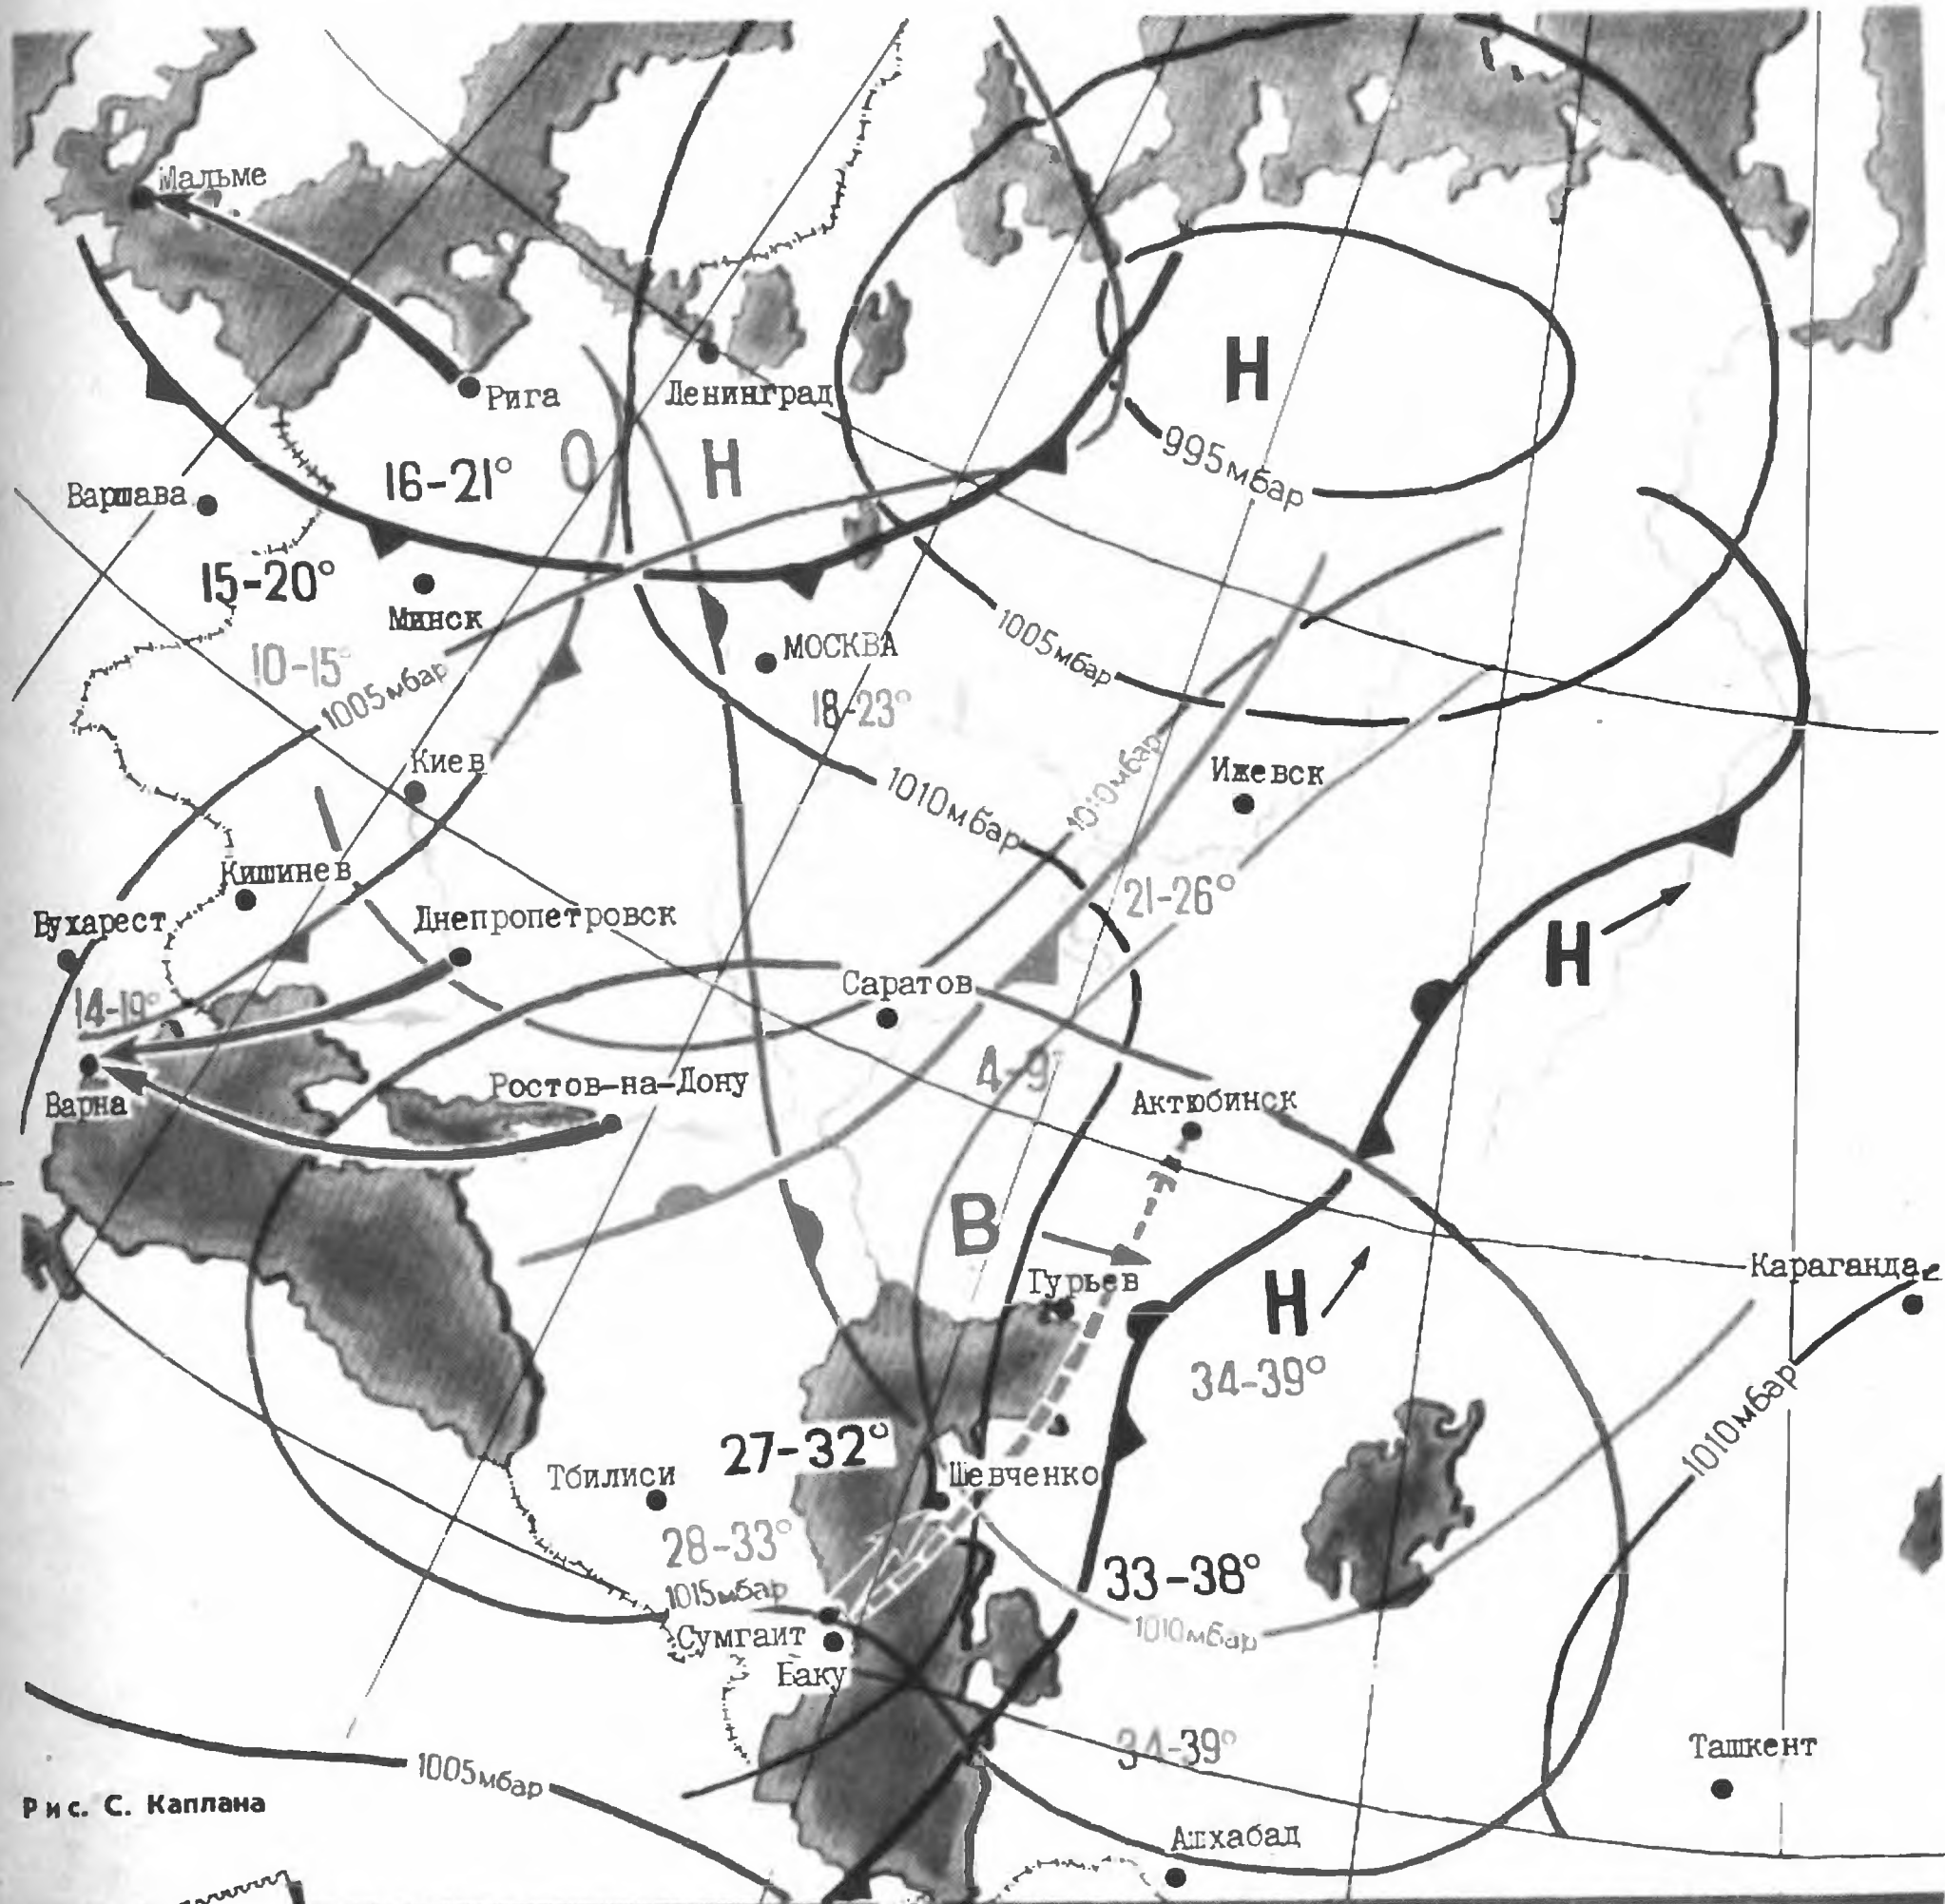 Мальме
Рига
Ленинград
Н
995мбар
О
Н
16-21°
Варшава
15-20°
Минск
10-15°
1005мбар
МОСКВА
18-23°
1005мбар
Киев
1010мбар
1010мбар
Ижевск
Кишинев
21-26°
Бухарест
Днепропетровск
Н
14-19°
Саратов
4-9°
Ростов-на-Дону
Варна
Актюбинск
В
Гурьев
Н
Караганда
34-39°
1010мбар
27-32°
Тбилиси
Шевченко
28-33°
1015мбар
33-38°
1010мбар
Сумгаит
Баку
34-39°
Ташкент
1005мбар
Рис. С. Каплана
Ашхабад